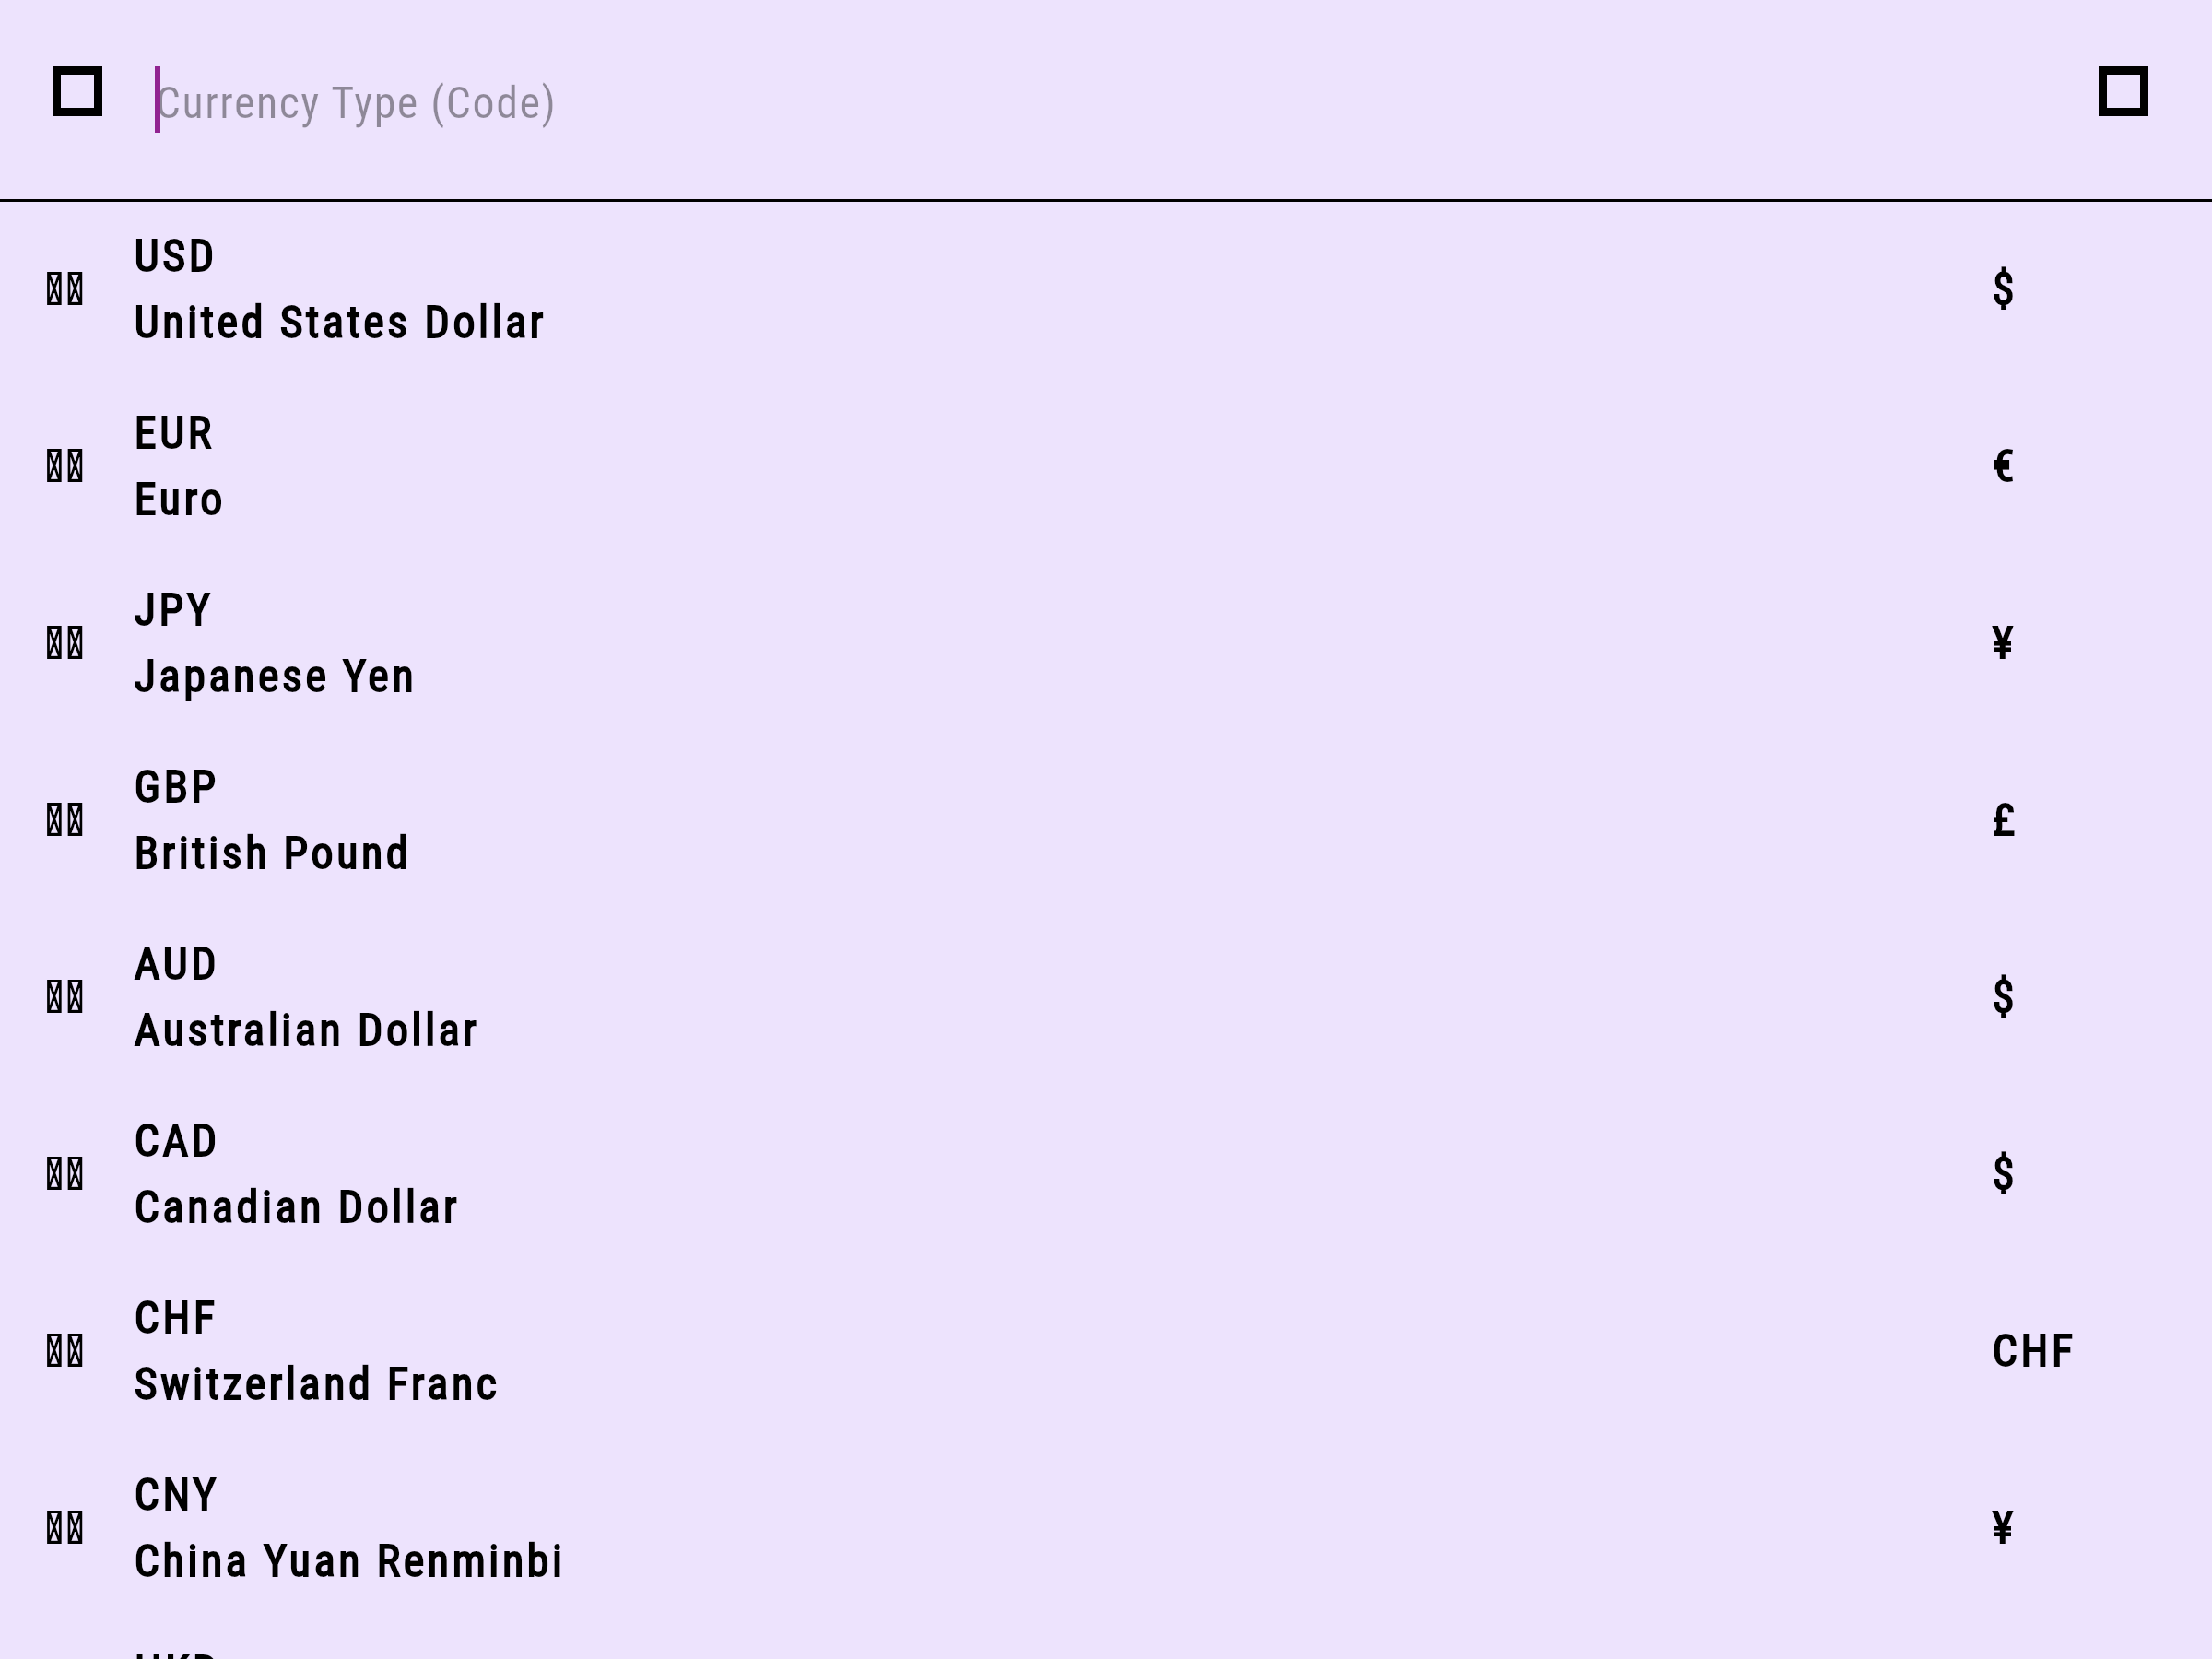 Currency Type (Code)
USD
United States Dollar
$
EUR
Euro
€
JPY
Japanese Yen
¥
GBP
British Pound
£
AUD
Australian Dollar
$
CAD
Canadian Dollar
$
CHF
Switzerland Franc
CHF
CNY
China Yuan Renminbi
¥